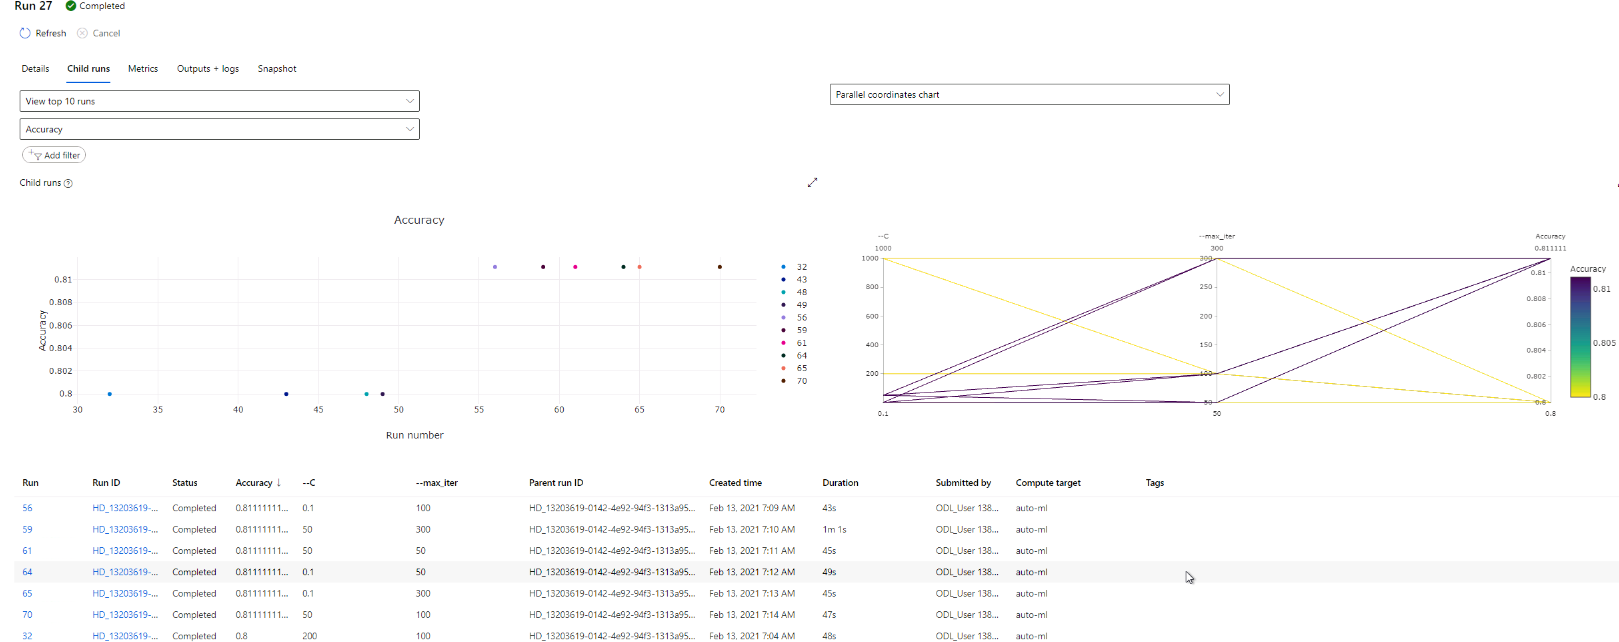 Run 27 Completed
Refresh Cancel
Details Child runs Metrics Outputs + logs Snapshot
View top 10 runs
Parallel coordinates chart
Accuracy
Add filter
Child runs
Accuracy
0.81
0.808
0.806
0.804
0.802
0.8
Accuracy
30 35 40 45 50 55 60 65 70
Run number
32
43
48
49
56
59
61
64
65
70
--C --max_iter Accuracy
1000 300 0.811111
1000
800
600
400
200
0.1
300
250
200
150
100
50
50
0.81
0.808
0.806
0.804
0.802
0.8
0.8
Accuracy
0.81
0.805
0.8
Run Run ID Status Accuracy ↓ --C --max_iter Parent run ID Created time Duration Submitted by Compute target Tags
56 HD_13203619-... Completed 0.81111111... 0.1 100 HD_13203619-0142-4e92-94f3-1313a95... Feb 13, 2021 7:09 AM 43s ODL_User 138... auto-ml
59 HD_13203619-... Completed 0.81111111... 50 300 HD_13203619-0142-4e92-94f3-1313a95... Feb 13, 2021 7:10 AM 1m 1s ODL_User 138... auto-ml
61 HD_13203619-... Completed 0.81111111... 50 50 HD_13203619-0142-4e92-94f3-1313a95... Feb 13, 2021 7:11 AM 45s ODL_User 138... auto-ml
64 HD_13203619-... Completed 0.81111111... 0.1 50 HD_13203619-0142-4e92-94f3-1313a95... Feb 13, 2021 7:12 AM 49s ODL_User 138... auto-ml
65 HD_13203619-... Completed 0.81111111... 0.1 300 HD_13203619-0142-4e92-94f3-1313a95... Feb 13, 2021 7:13 AM 45s ODL_User 138... auto-ml
70 HD_13203619-... Completed 0.81111111... 50 100 HD_13203619-0142-4e92-94f3-1313a95... Feb 13, 2021 7:14 AM 47s ODL_User 138... auto-ml
32 HD_13203619-... Completed 0.8 200 100 HD_13203619-0142-4e92-94f3-1313a95... Feb 13, 2021 7:04 AM 48s ODL_User 138... auto-ml